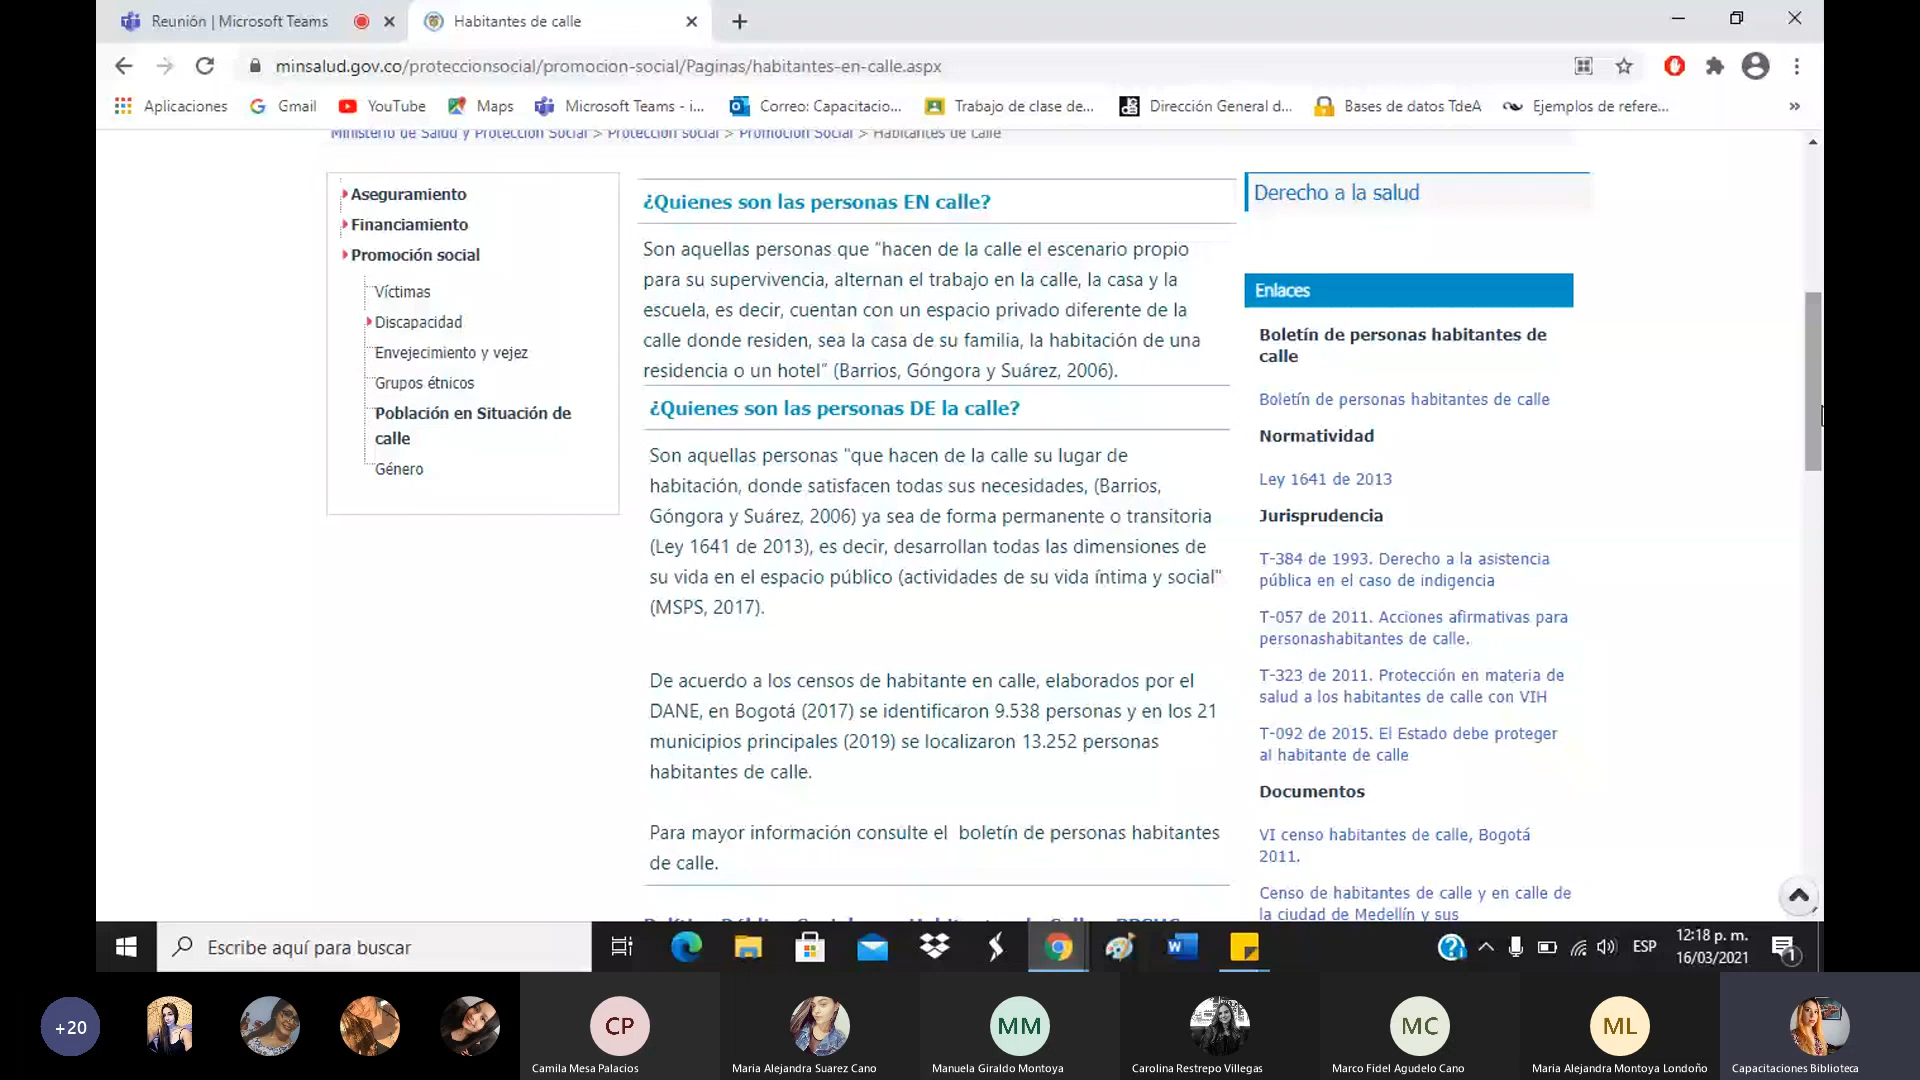 Reunión | Microsoft Teams
Habitantes de calle
minsalud.gov.co/proteccionsocial/promocion-social/Paginas/habitantes-en-calle.aspx
Aplicaciones
Gmail
YouTube
Maps
Microsoft Teams - i...
Correo: Capacitacio...
Trabajo de clase de...
Dirección General d...
Bases de datos TdeA
Ejemplos de refere...
»
Ministerio de Salud y Protección Social > Protección social > Promoción Social > Habitantes de calle
Aseguramiento
Financiamiento
Promoción social
Víctimas
Discapacidad
Envejecimiento y vejez
Grupos étnicos
Población en Situación de
calle
Género
¿Quienes son las personas EN calle?
Son aquellas personas que “hacen de la calle el escenario propio
para su supervivencia, alternan el trabajo en la calle, la casa y la
escuela, es decir, cuentan con un espacio privado diferente de la
calle donde residen, sea la casa de su familia, la habitación de una
residencia o un hotel” (Barrios, Góngora y Suárez, 2006).
¿Quienes son las personas DE la calle?
Son aquellas personas "que hacen de la calle su lugar de
habitación, donde satisfacen todas sus necesidades, (Barrios,
Góngora y Suárez, 2006) ya sea de forma permanente o transitoria
(Ley 1641 de 2013), es decir, desarrollan todas las dimensiones de
su vida en el espacio público (actividades de su vida íntima y social"
(MSPS, 2017).
De acuerdo a los censos de habitante en calle, elaborados por el
DANE, en Bogotá (2017) se identificaron 9.538 personas y en los 21
municipios principales (2019) se localizaron 13.252 personas
habitantes de calle.
Para mayor información consulte el boletín de personas habitantes
de calle.
Derecho a la salud
Enlaces
Boletín de personas habitantes de
calle
Boletín de personas habitantes de calle
Normatividad
Ley 1641 de 2013
Jurisprudencia
T-384 de 1993. Derecho a la asistencia
pública en el caso de indigencia
T-057 de 2011. Acciones afirmativas para
personashabitantes de calle.
T-323 de 2011. Protección en materia de
salud a los habitantes de calle con VIH
T-092 de 2015. El Estado debe proteger
al habitante de calle
Documentos
VI censo habitantes de calle, Bogotá
2011.
Censo de habitantes de calle y en calle de
la ciudad de Medellín y sus
Escribe aquí para buscar
ESP
12:18 p. m.
16/03/2021
1
+20
CP
Camila Mesa Palacios
Maria Alejandra Suarez Cano
MM
Manuela Giraldo Montoya
Carolina Restrepo Villegas
MC
Marco Fidel Agudelo Cano
ML
Maria Alejandra Montoya Londoño
Capacitaciones Biblioteca